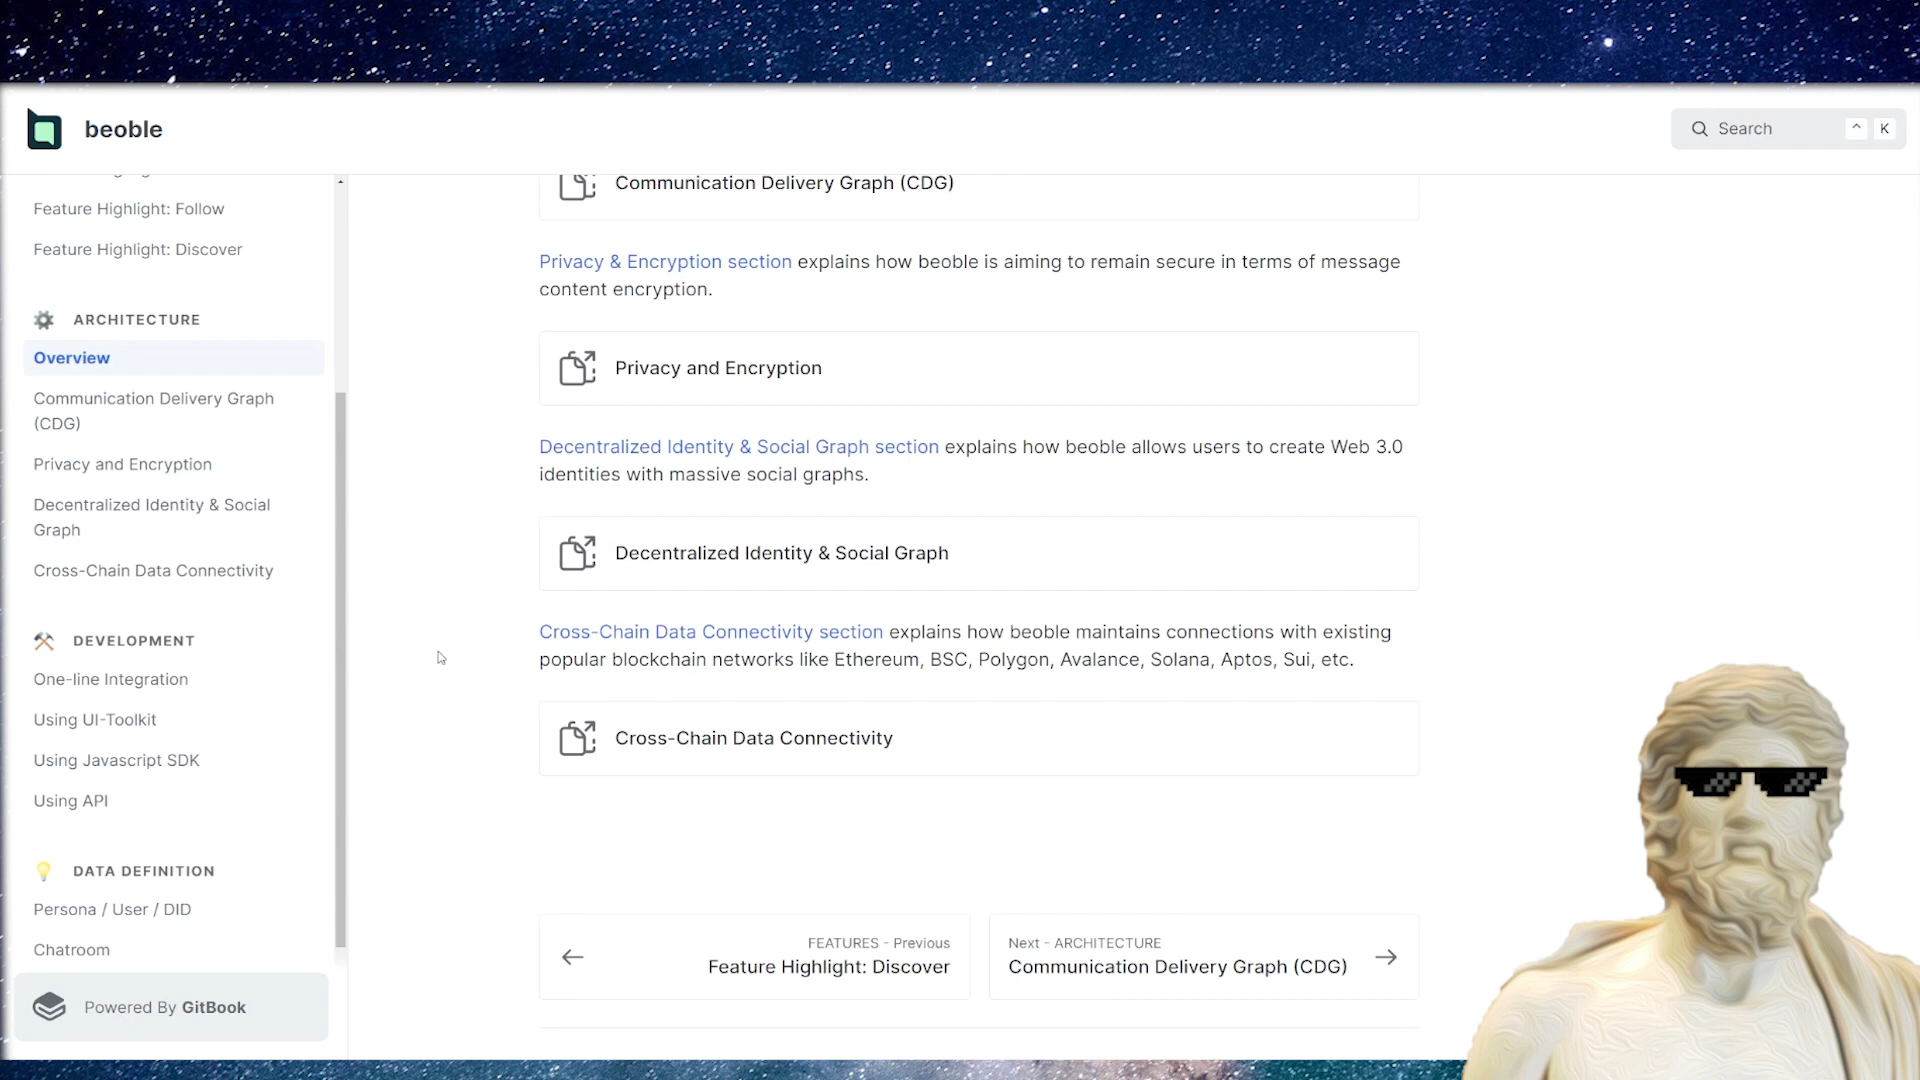 beoble
Search
^ K
Feature Highlight: Follow
Feature Highlight: Discover
ARCHITECTURE
Overview
Communication Delivery Graph
(CDG)
Privacy and Encryption
Decentralized Identity & Social
Graph
Cross-Chain Data Connectivity
DEVELOPMENT
One-line Integration
Using UI-Toolkit
Using Javascript SDK
Using API
DATA DEFINITION
Persona / User / DID
Chatroom
Powered By GitBook
Communication Delivery Graph (CDG)
Privacy & Encryption section explains how beoble is aiming to remain secure in terms of message
content encryption.
Privacy and Encryption
Decentralized Identity & Social Graph section explains how beoble allows users to create Web 3.0
identities with massive social graphs.
Decentralized Identity & Social Graph
Cross-Chain Data Connectivity section explains how beoble maintains connections with existing
popular blockchain networks like Ethereum, BSC, Polygon, Avalance, Solana, Aptos, Sui, etc.
Cross-Chain Data Connectivity
FEATURES - Previous
Feature Highlight: Discover
Next - ARCHITECTURE
Communication Delivery Graph (CDG)